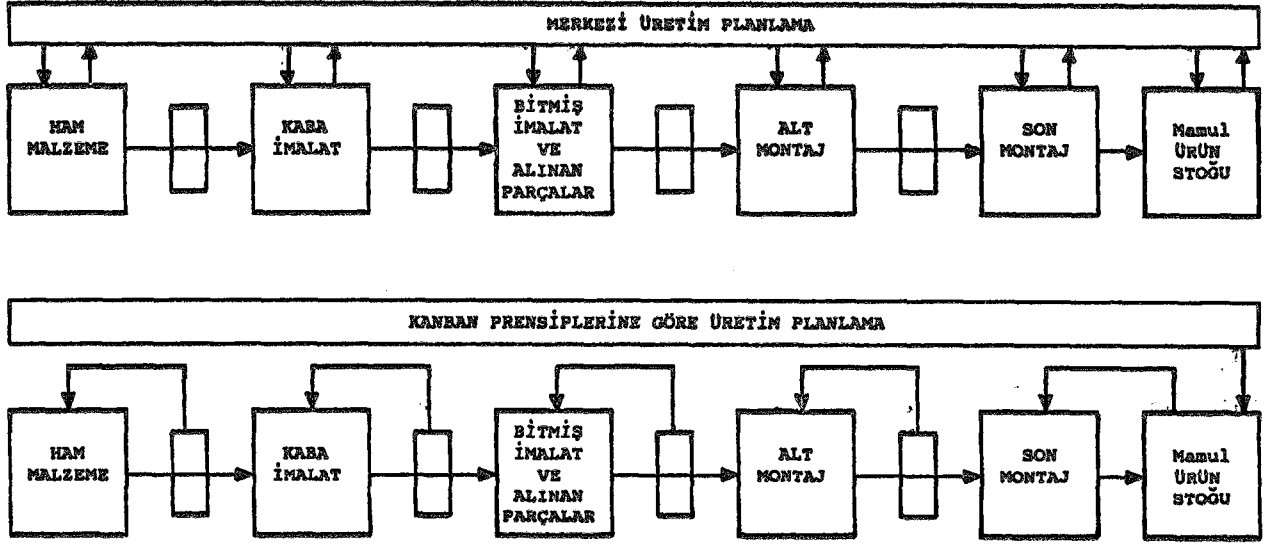 MERKEZİ ÜRETİM PLANLAMA
HAM
MALZEME
KABA
İMALAT
BİTMİŞ
İMALAT
VE
ALINAN
PARÇALAR
ALT
MONTAJ
SON
MONTAJ
Mamul
ÜRÜN
STOĞU
KANBAN PRENSİPLERİNE GÖRE ÜRETİM PLANLAMA
HAM
MALZEME
KABA
İMALAT
BİTMİŞ
İMALAT
VE
ALINAN
PARÇALAR
ALT
MONTAJ
SON
MONTAJ
Mamul
ÜRÜN
STOĞU